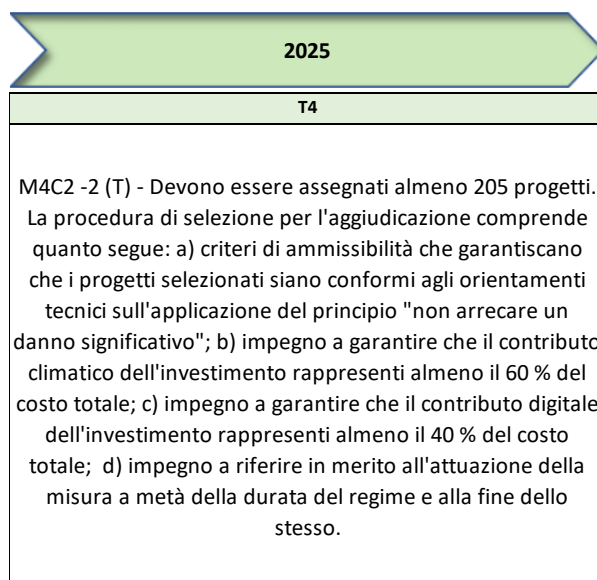 2025
T4
M4C2 -2 (T) - Devono essere assegnati almeno 205 progetti.
La procedura di selezione per l'aggiudicazione comprende
quanto segue: a) criteri di ammissibilità che garantiscano
che i progetti selezionati siano conformi agli orientamenti
tecnici sull'applicazione del principio "non arrecare un
danno significativo"; b) impegno a garantire che il contributo
climatico dell'investimento rappresenti almeno il 60 % del
costo totale; c) impegno a garantire che il contributo digitale
dell'investimento rappresenti almeno il 40 % del costo
totale;  d) impegno a riferire in merito all'attuazione della
misura a metà della durata del regime e alla fine dello
stesso.